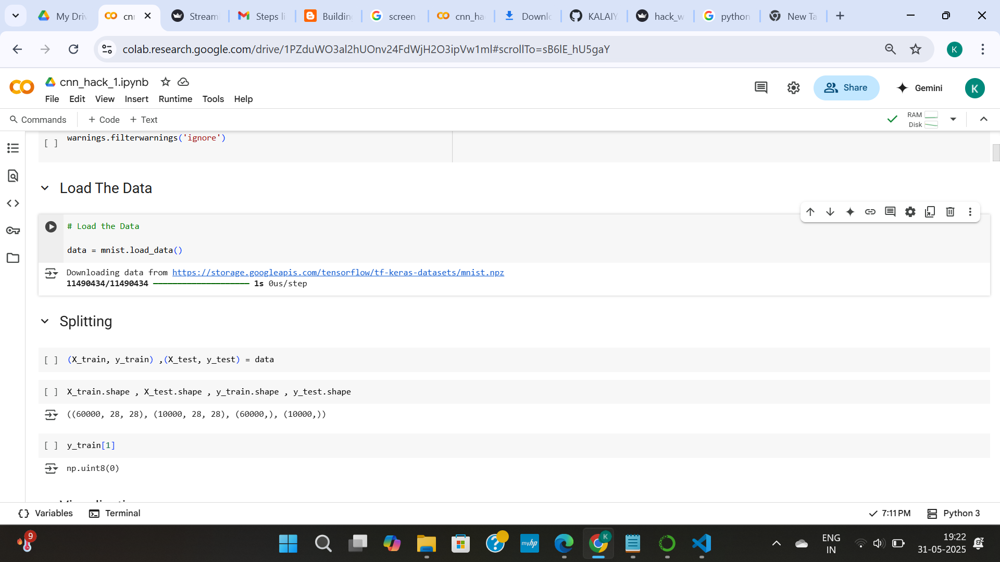 My Dri
cn
Stream
Steps li
Building
screen
cnn_ha
Downlo
KALAIY
hack_w
python
New Ta
colab.research.google.com/drive/1PZduWO3al2hUOnv24FdWjH2O3ipVw1ml#scrollTo=sB6lE_hU5gaY
K
cnn_hack_1.ipynb
File Edit View Insert Runtime Tools Help
Share
Gemini
K
Commands + Code + Text
RAM
Disk
[ ] warnings.filterwarnings('ignore')
Load The Data
# Load the Data
data = mnist.load_data()
Downloading data from https://storage.googleapis.com/tensorflow/tf-keras-datasets/mnist.npz
11490434/11490434 ━━━━━━━━━━━━━━━━━━━━ 1s 0us/step
Splitting
[ ] (X_train, y_train) ,(X_test, y_test) = data
[ ] X_train.shape , X_test.shape , y_train.shape , y_test.shape
((60000, 28, 28), (10000, 28, 28), (60000,), (10000,))
[ ] y_train[1]
np.uint8(0)
{} Variables Terminal
7:11 PM Python 3
9
myhp
K
ENG
IN
19:22
31-05-2025